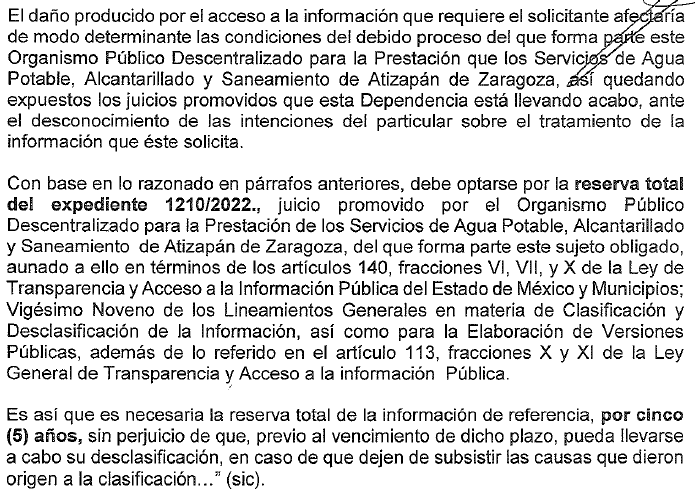 El daño producido por el acceso a la información que requiere el solicitante afectaría
de modo determinante las condiciones del debido proceso del que forma parte este
Organismo Público Descentralizado para la Prestación que los Servicios de Agua
Potable, Alcantarillado y Saneamiento de Atizapán de Zaragoza, así quedando
expuestos los juicios promovidos que esta Dependencia está llevando acabo, ante
el desconocimiento de las intenciones del particular sobre el tratamiento de la
información que éste solicita.
Con base en lo razonado en párrafos anteriores, debe optarse por la reserva total
del expediente 1210/2022., juicio promovido por el Organismo Público
Descentralizado para la Prestación de los Servicios de Agua Potable, Alcantarillado
y Saneamiento de Atizapán de Zaragoza, del que forma parte este sujeto obligado,
aunado a ello en términos de los artículos 140, fracciones VI, VII, y X de la Ley de
Transparencia y Acceso a la Información Pública del Estado de México y Municipios;
Vigésimo Noveno de los Lineamientos Generales en materia de Clasificación y
Desclasificación de la Información, así como para la Elaboración de Versiones
Públicas, además de lo referido en el artículo 113, fracciones X y XI de la Ley
General de Transparencia y Acceso a la información Pública.
Es así que es necesaria la reserva total de la información de referencia, por cinco
(5) años, sin perjuicio de que, previo al vencimiento de dicho plazo, pueda llevarse
a cabo su desclasificación, en caso de que dejen de subsistir las causas que dieron
origen a la clasificación..." (sic).